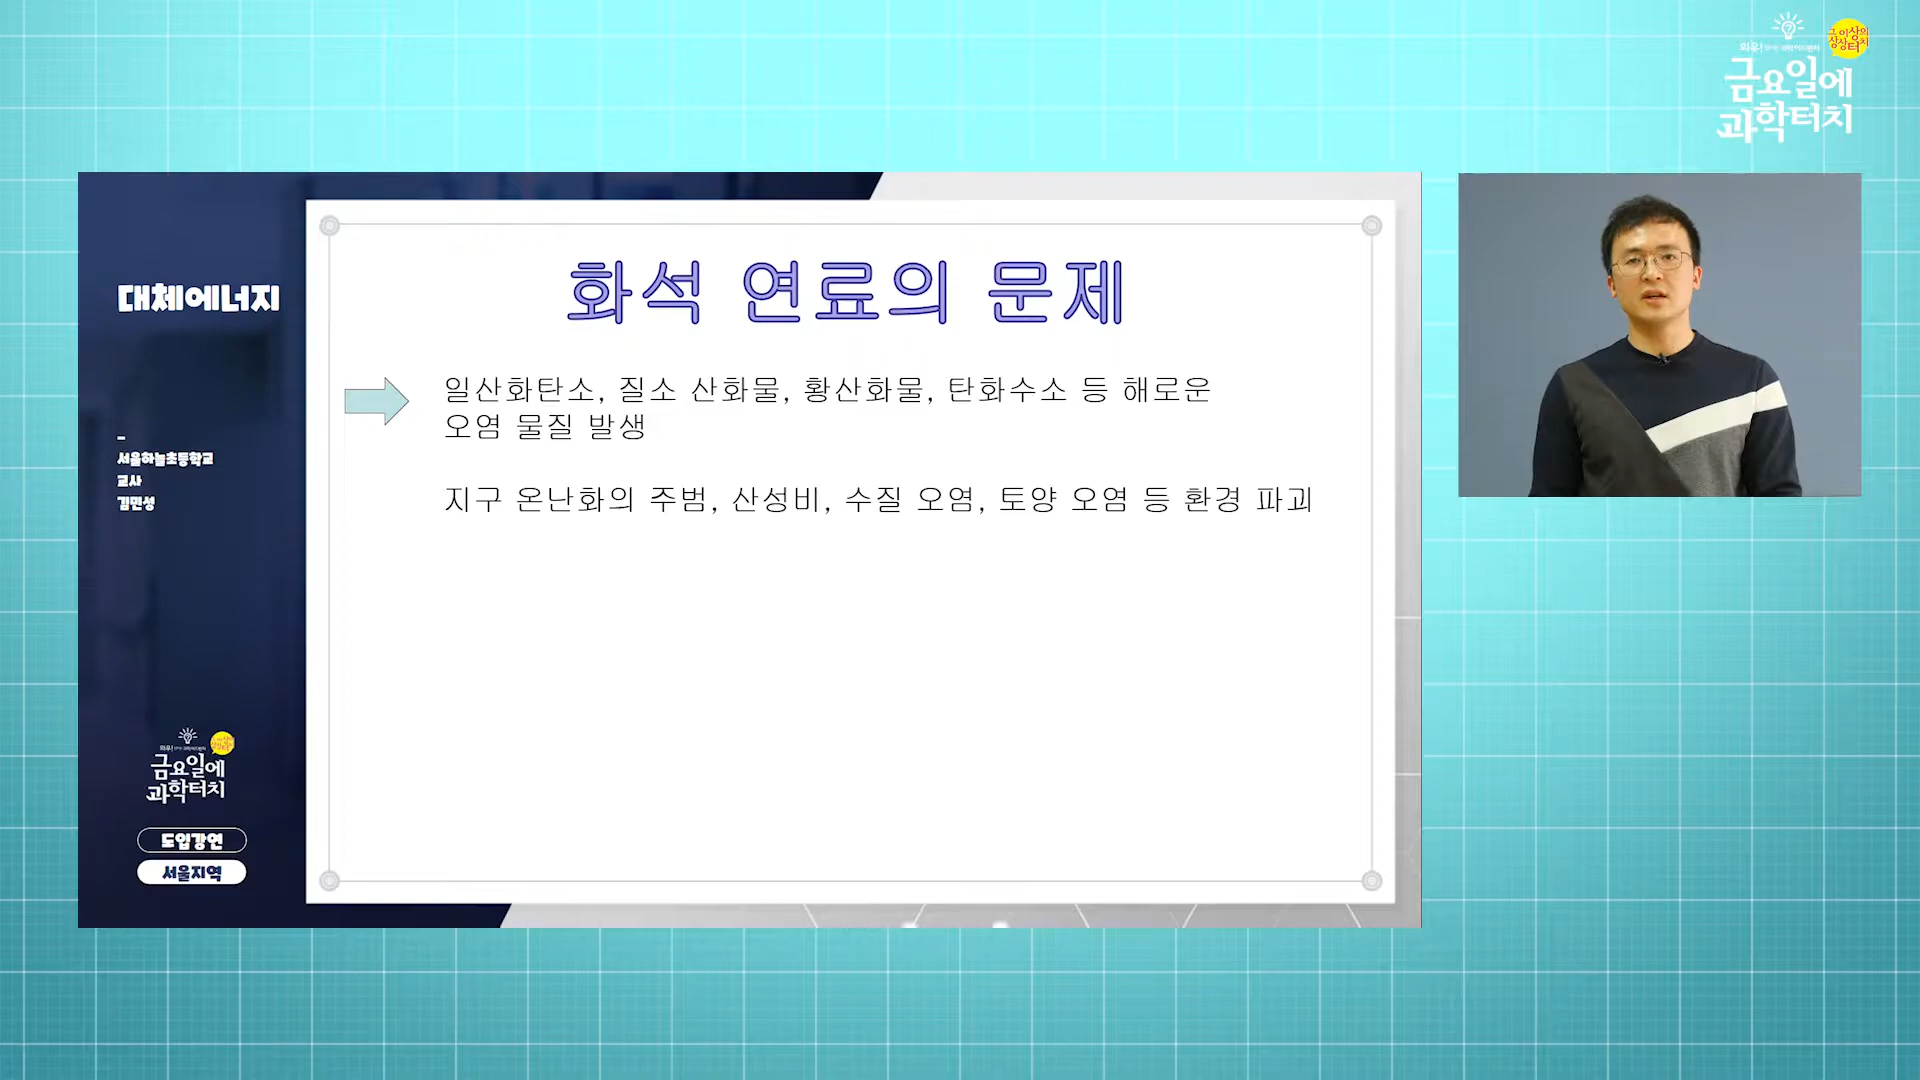 금요일에
과학터치
대체에너지
서울하늘초등학교
교사
김민성
화석 연료의 문제
일산화탄소, 질소 산화물, 황산화물, 탄화수소 등 해로운
오염 물질 발생
지구 온난화의 주범, 산성비, 수질 오염, 토양 오염 등 환경 파괴
금요일에
과학터치
도입강연
서울지역